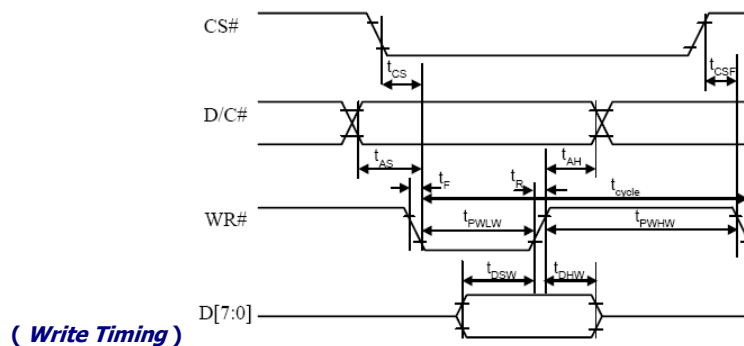 CS#
tCS
tCSF
D/C#
tAS
tAH
tF
tR
tcycle
WR#
tPWLW
tPWHW
tDSW
tDHW
D[7:0]
( Write Timing )